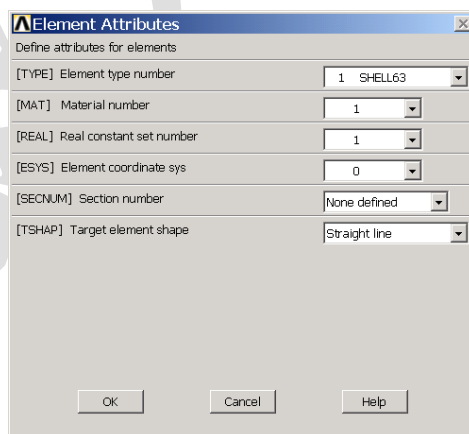 Element Attributes
Define attributes for elements
[TYPE] Element type number 1 SHELL63
[MAT] Material number 1
[REAL] Real constant set number 1
[ESYS] Element coordinate sys 0
[SECNUM] Section number None defined
[TSHAP] Target element shape Straight line
OK Cancel Help